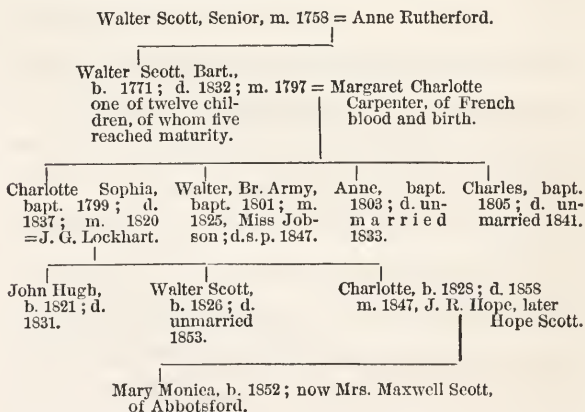 Walter Scott, Senior, m. 1758 = Anne Rutherford.
Walter Scott, Bart.,
b. 1771; d. 1832; m. 1797 = Margaret Charlotte
one of twelve chil-
dren, of whom five
reached maturity.
Carpenter, of French
blood and birth.
Charlotte Sophia,
bapt. 1799; d.
1837; m. 1820
=J. G. Lockhart.
Walter, Br. Army,
bapt. 1801; m.
1825, Miss Job-
son; d.s.p. 1847.
Anne, bapt.
1803; d. un-
married
1833.
Charles, bapt.
1805; d. un-
married 1841.
John Hugh,
b. 1821; d.
1831.
Walter Scott,
b. 1826; d.
unmarried
1853.
Charlotte, b. 1828; d. 1858
m. 1847, J. R. Hope, later
Hope Scott.
Mary Monica, b. 1852; now Mrs. Maxwell Scott,
of Abbotsford.